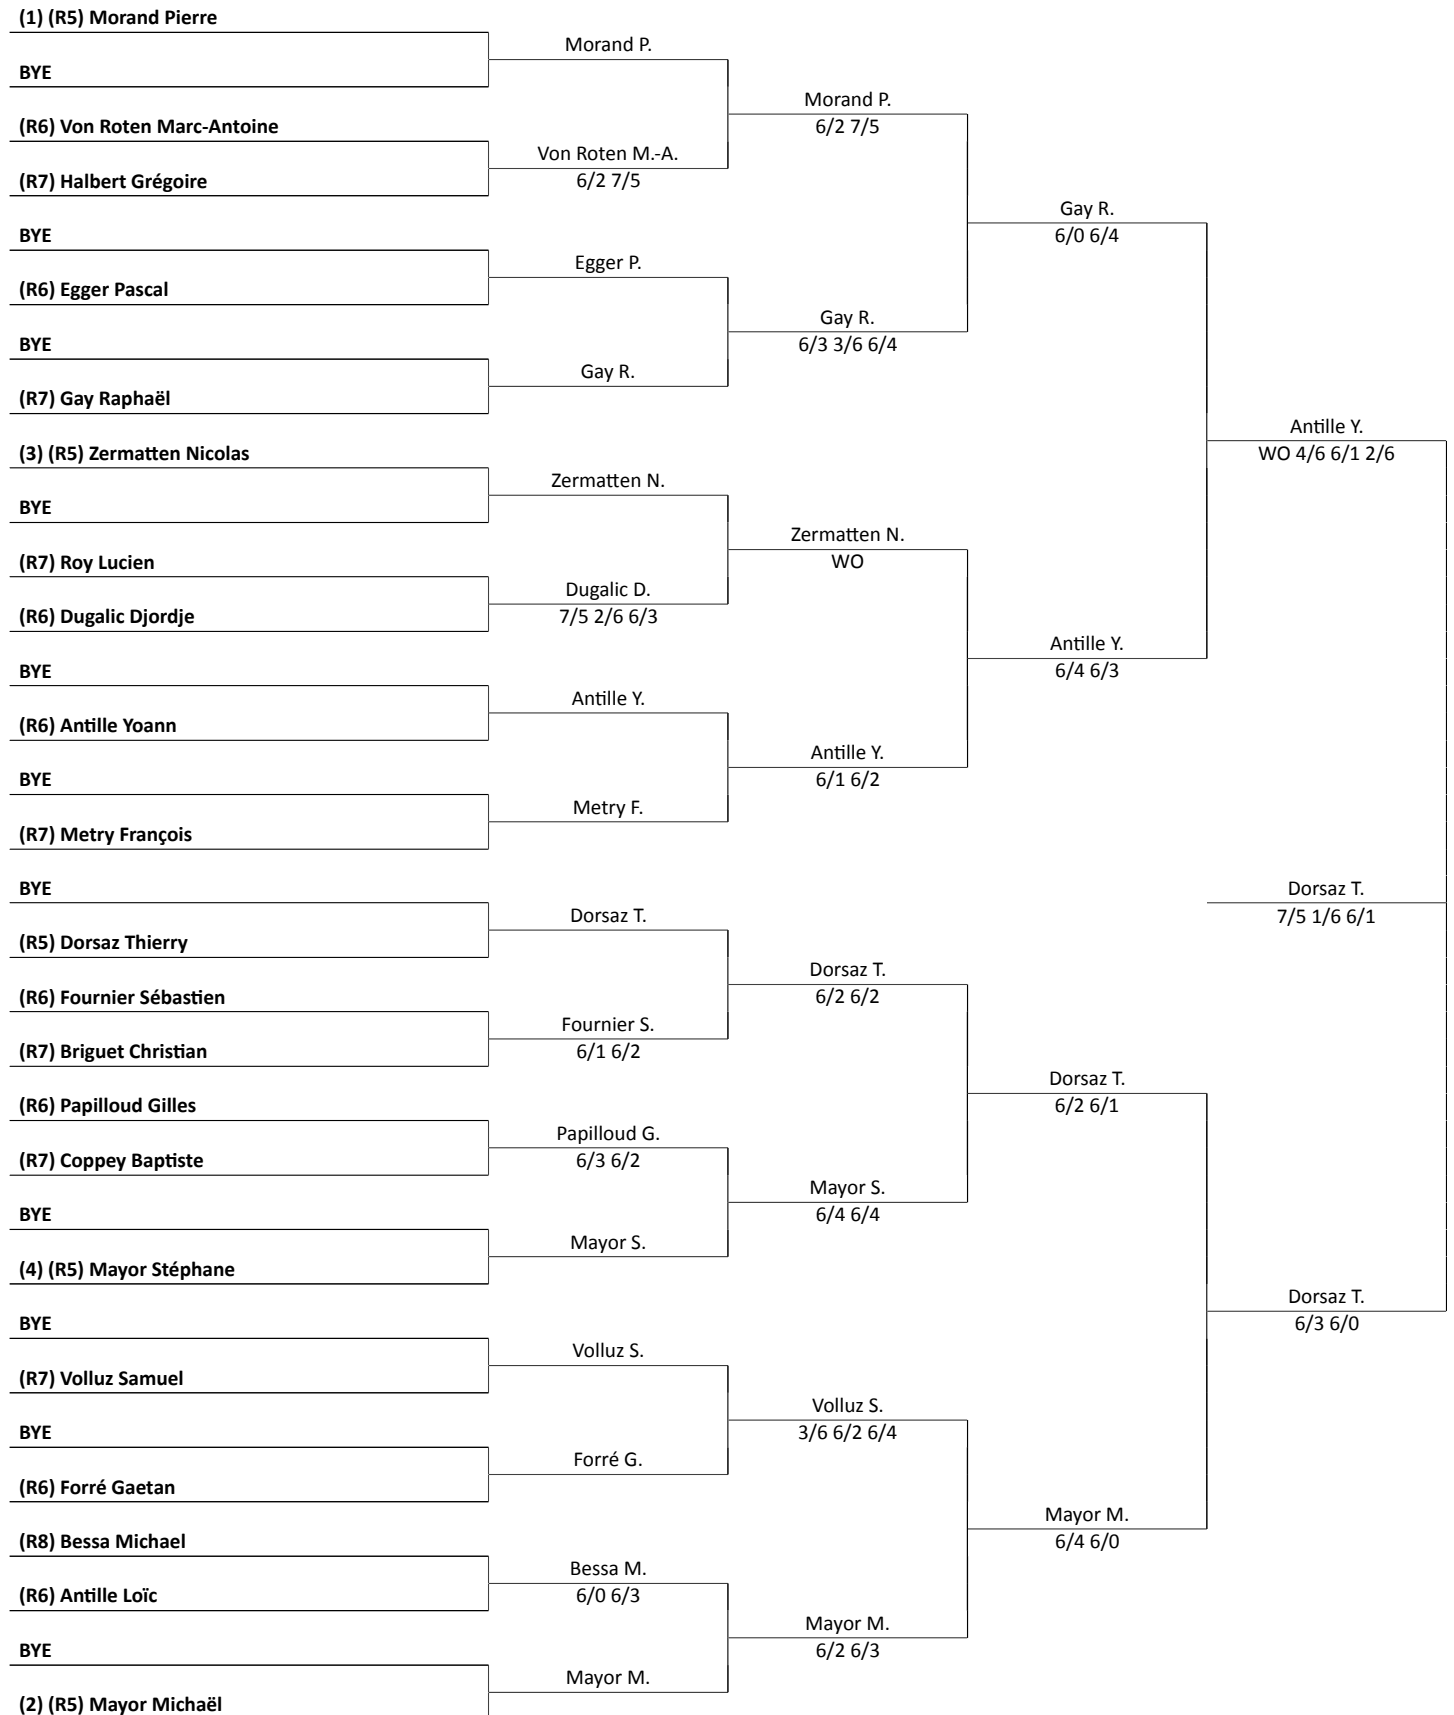 (1) (R5) Morand Pierre
Morand P.
BYE
Morand P.
6/2 7/5
(R6) Von Roten Marc-Antoine
Von Roten M.-A.
6/2 7/5
(R7) Halbert Grégoire
Gay R.
6/0 6/4
BYE
Egger P.
(R6) Egger Pascal
Gay R.
6/3 3/6 6/4
BYE
Gay R.
(R7) Gay Raphaël
Antille Y.
WO 4/6 6/1 2/6
(3) (R5) Zermatten Nicolas
Zermatten N.
BYE
Zermatten N.
WO
(R7) Roy Lucien
Dugalic D.
7/5 2/6 6/3
(R6) Dugalic Djordje
Antille Y.
6/4 6/3
BYE
Antille Y.
(R6) Antille Yoann
Antille Y.
6/1 6/2
BYE
Metry F.
(R7) Metry François
BYE
Dorsaz T.
7/5 1/6 6/1
Dorsaz T.
(R5) Dorsaz Thierry
Dorsaz T.
6/2 6/2
(R6) Fournier Sébastien
Fournier S.
6/1 6/2
(R7) Briguet Christian
Dorsaz T.
6/2 6/1
(R6) Papilloud Gilles
Papilloud G.
6/3 6/2
(R7) Coppey Baptiste
Mayor S.
6/4 6/4
BYE
Mayor S.
(4) (R5) Mayor Stéphane
Dorsaz T.
6/3 6/0
BYE
Volluz S.
(R7) Volluz Samuel
Volluz S.
3/6 6/2 6/4
BYE
Forré G.
(R6) Forré Gaetan
Mayor M.
6/4 6/0
(R8) Bessa Michael
Bessa M.
6/0 6/3
(R6) Antille Loïc
Mayor M.
6/2 6/3
BYE
Mayor M.
(2) (R5) Mayor Michaël